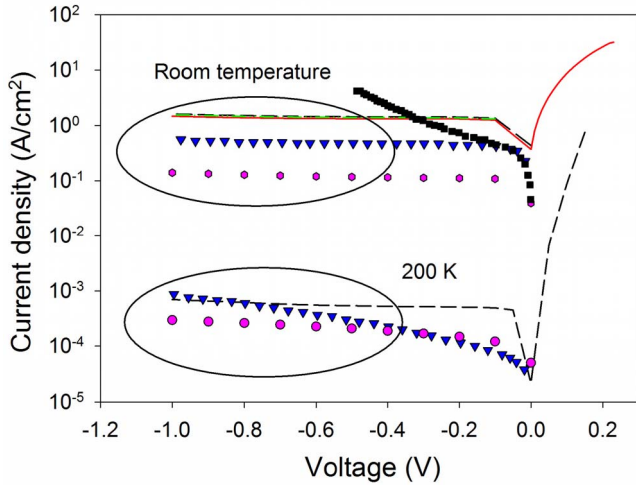 Current density (A/cm²)
10²
10¹
10⁰
10⁻¹
10⁻²
10⁻³
10⁻⁴
10⁻⁵
Room temperature
200 K
-1.2 -1.0 -0.8 -0.6 -0.4 -0.2 0.0 0.2
Voltage (V)